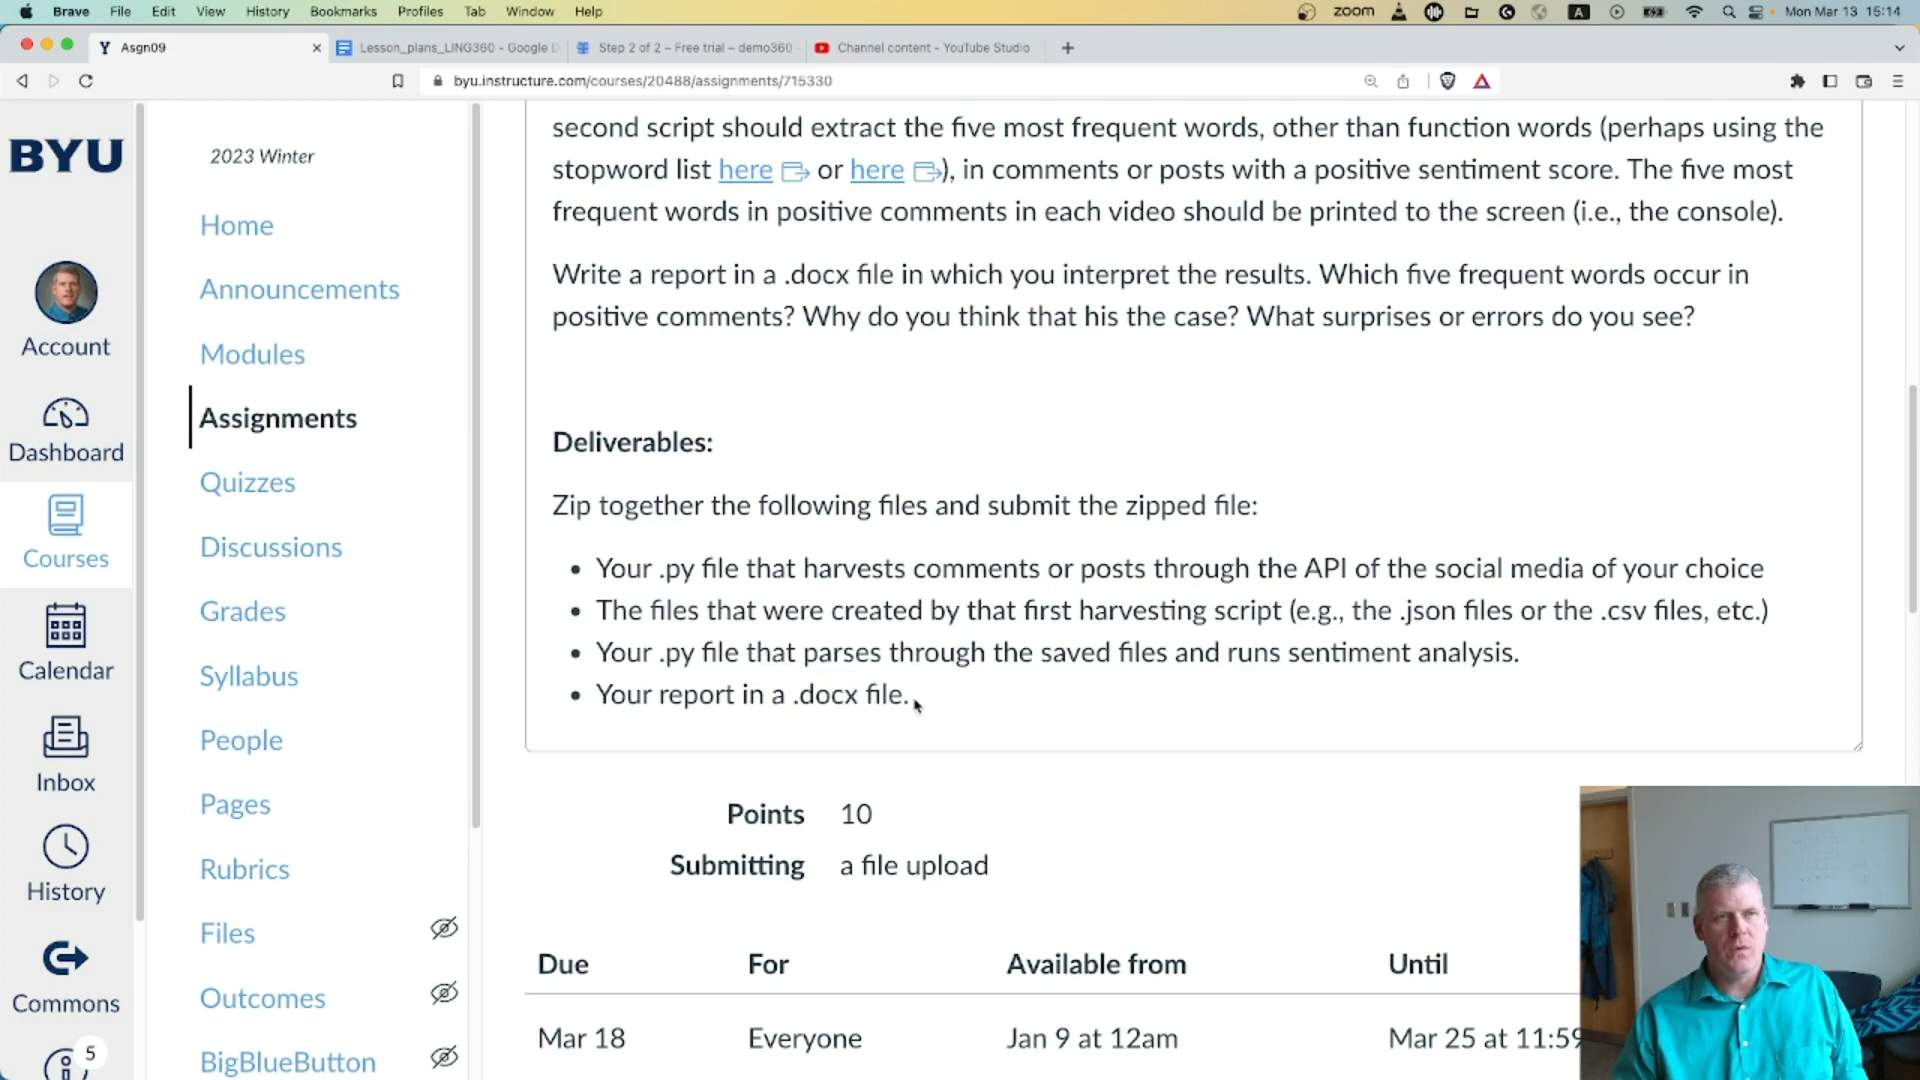 Brave File Edit View History Bookmarks Profiles Tab Window Help zoom A Mon Mar 13 15:14
Asgn09 Lesson_plans_LING360 - Google D Step 2 of 2 – Free trial – demo360 Channel content - YouTube Studio
byu.instructure.com/courses/20488/assignments/715330
BYU
Account
Dashboard
Courses
Calendar
Inbox
History
Commons
5
2023 Winter
Home
Announcements
Modules
Assignments
Quizzes
Discussions
Grades
Syllabus
People
Pages
Rubrics
Files
Outcomes
BigBlueButton
second script should extract the five most frequent words, other than function words (perhaps using the
stopword list here or here), in comments or posts with a positive sentiment score. The five most
frequent words in positive comments in each video should be printed to the screen (i.e., the console).
Write a report in a .docx file in which you interpret the results. Which five frequent words occur in
positive comments? Why do you think that his the case? What surprises or errors do you see?
Deliverables:
Zip together the following files and submit the zipped file:
• Your .py file that harvests comments or posts through the API of the social media of your choice
• The files that were created by that first harvesting script (e.g., the .json files or the .csv files, etc.)
• Your .py file that parses through the saved files and runs sentiment analysis.
• Your report in a .docx file.
Points 10
Submitting a file upload
Due For Available from Until
Mar 18 Everyone Jan 9 at 12am Mar 25 at 11:59